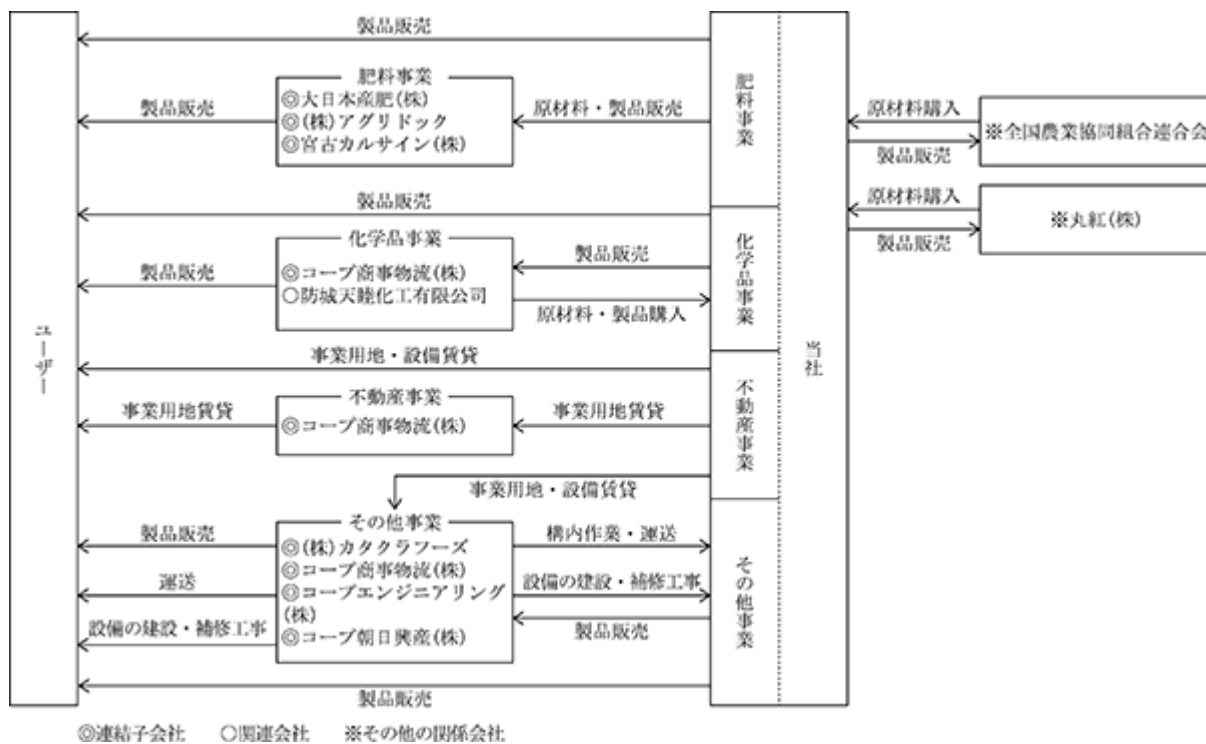 製品販売
肥料事業
◎大日本産肥(株)
◎(株)アグリドック
◎宮古カルサイン(株)
製品販売
原材料・製品販売
肥料事業
原材料購入
※全国農業協同組合連合会
製品販売
原材料購入
※丸紅(株)
製品販売
製品販売
化学品事業
◎コープ商事物流(株)
○防城天睦化工有限公司
製品販売
製品販売
原材料・製品購入
化学品事業
ユーザー
当社
事業用地・設備賃貸
不動産事業
◎コープ商事物流(株)
事業用地賃貸
事業用地賃貸
不動産事業
事業用地・設備賃貸
その他事業
◎(株)カタクラフーズ
◎コープ商事物流(株)
◎コープエンジニアリング
(株)
◎コープ朝日興産(株)
製品販売
運送
設備の建設・補修工事
構内作業・運送
設備の建設・補修工事
製品販売
その他事業
製品販売
◎連結子会社 ○関連会社 ※その他の関係会社